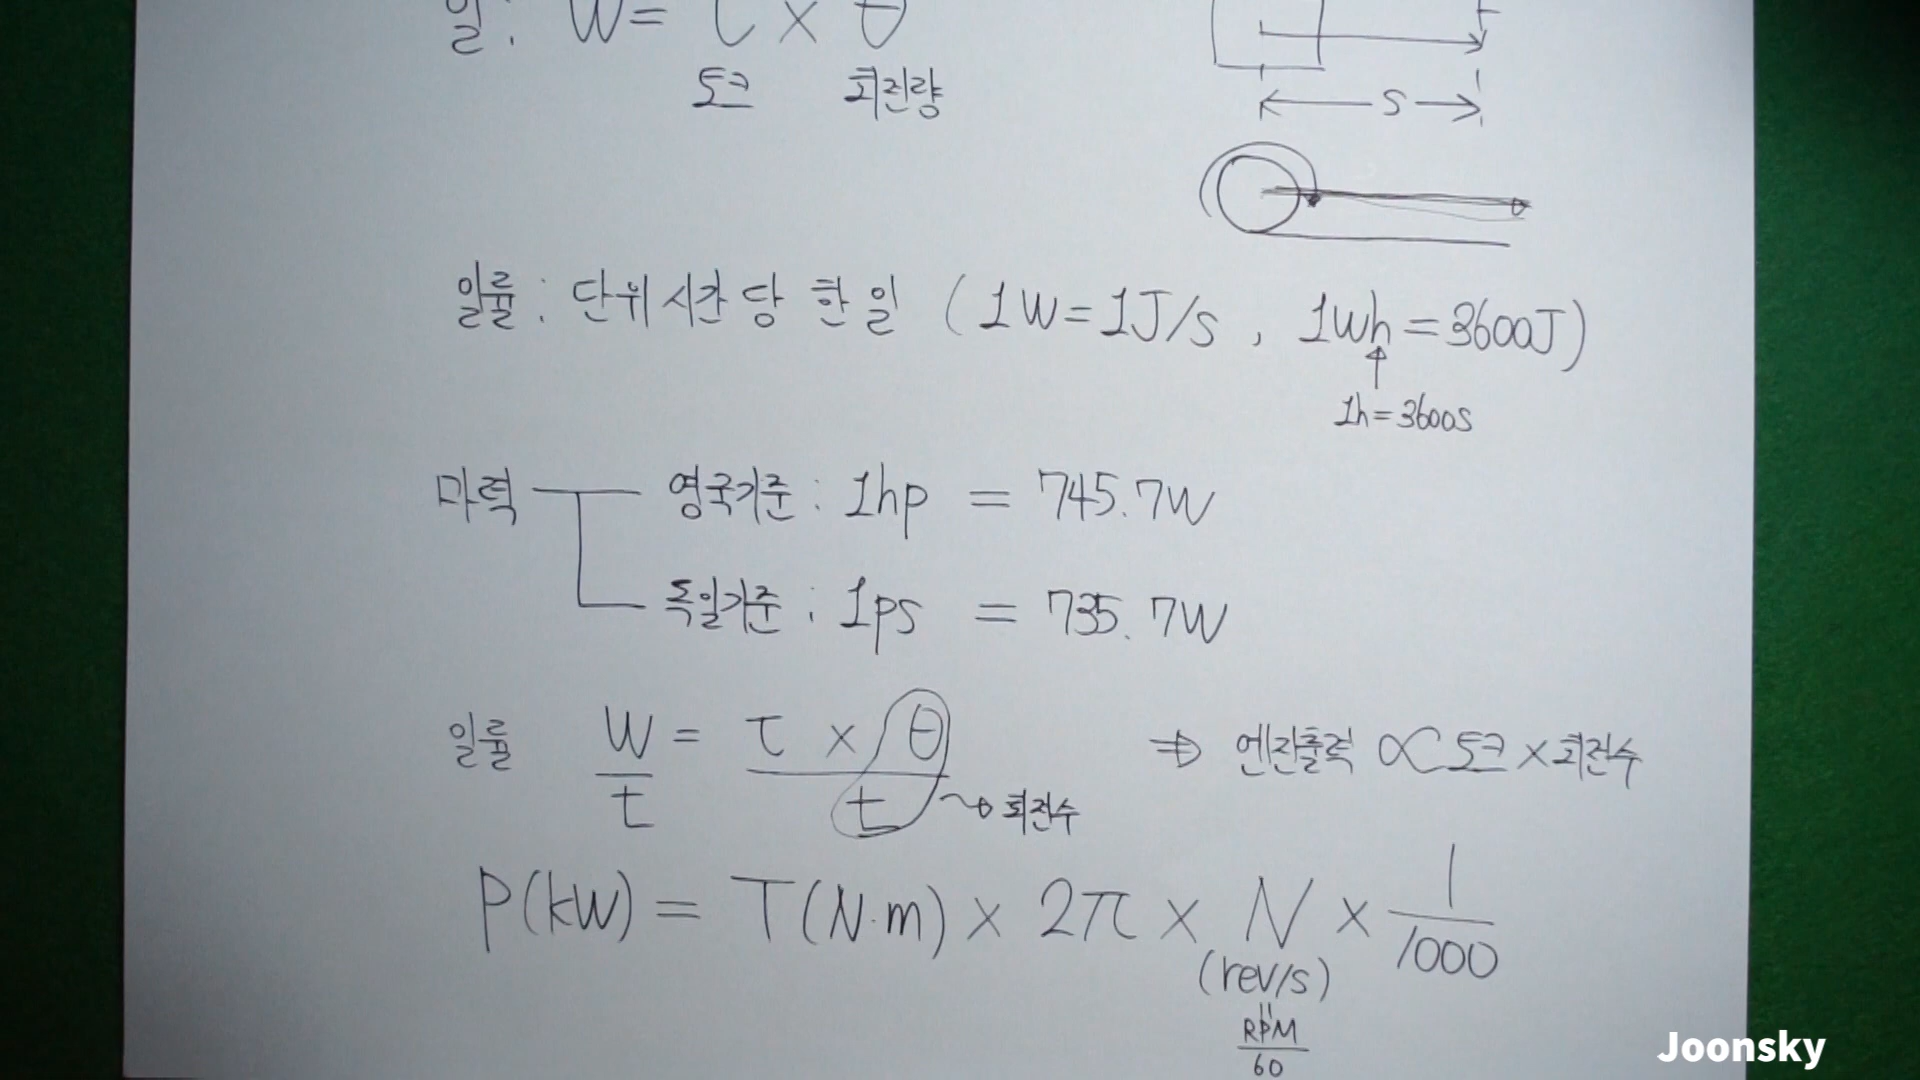 일: W = τ × θ
토크 회전량
F
S
일률: 단위 시간 당 한 일 (1W=1J/s, 1Wh=3600J)
1h=3600s
마력 영국기준: 1hp = 745.7W
독일기준: 1ps = 735.7W
일률 W/t = τ × θ/t 회전수 ⇒ 엔진출력 ∝ 토크 × 회전수
P(kW) = T(N·m) × 2π × N × 1/1000
(rev/s)
"
RPM/60
Joonsky